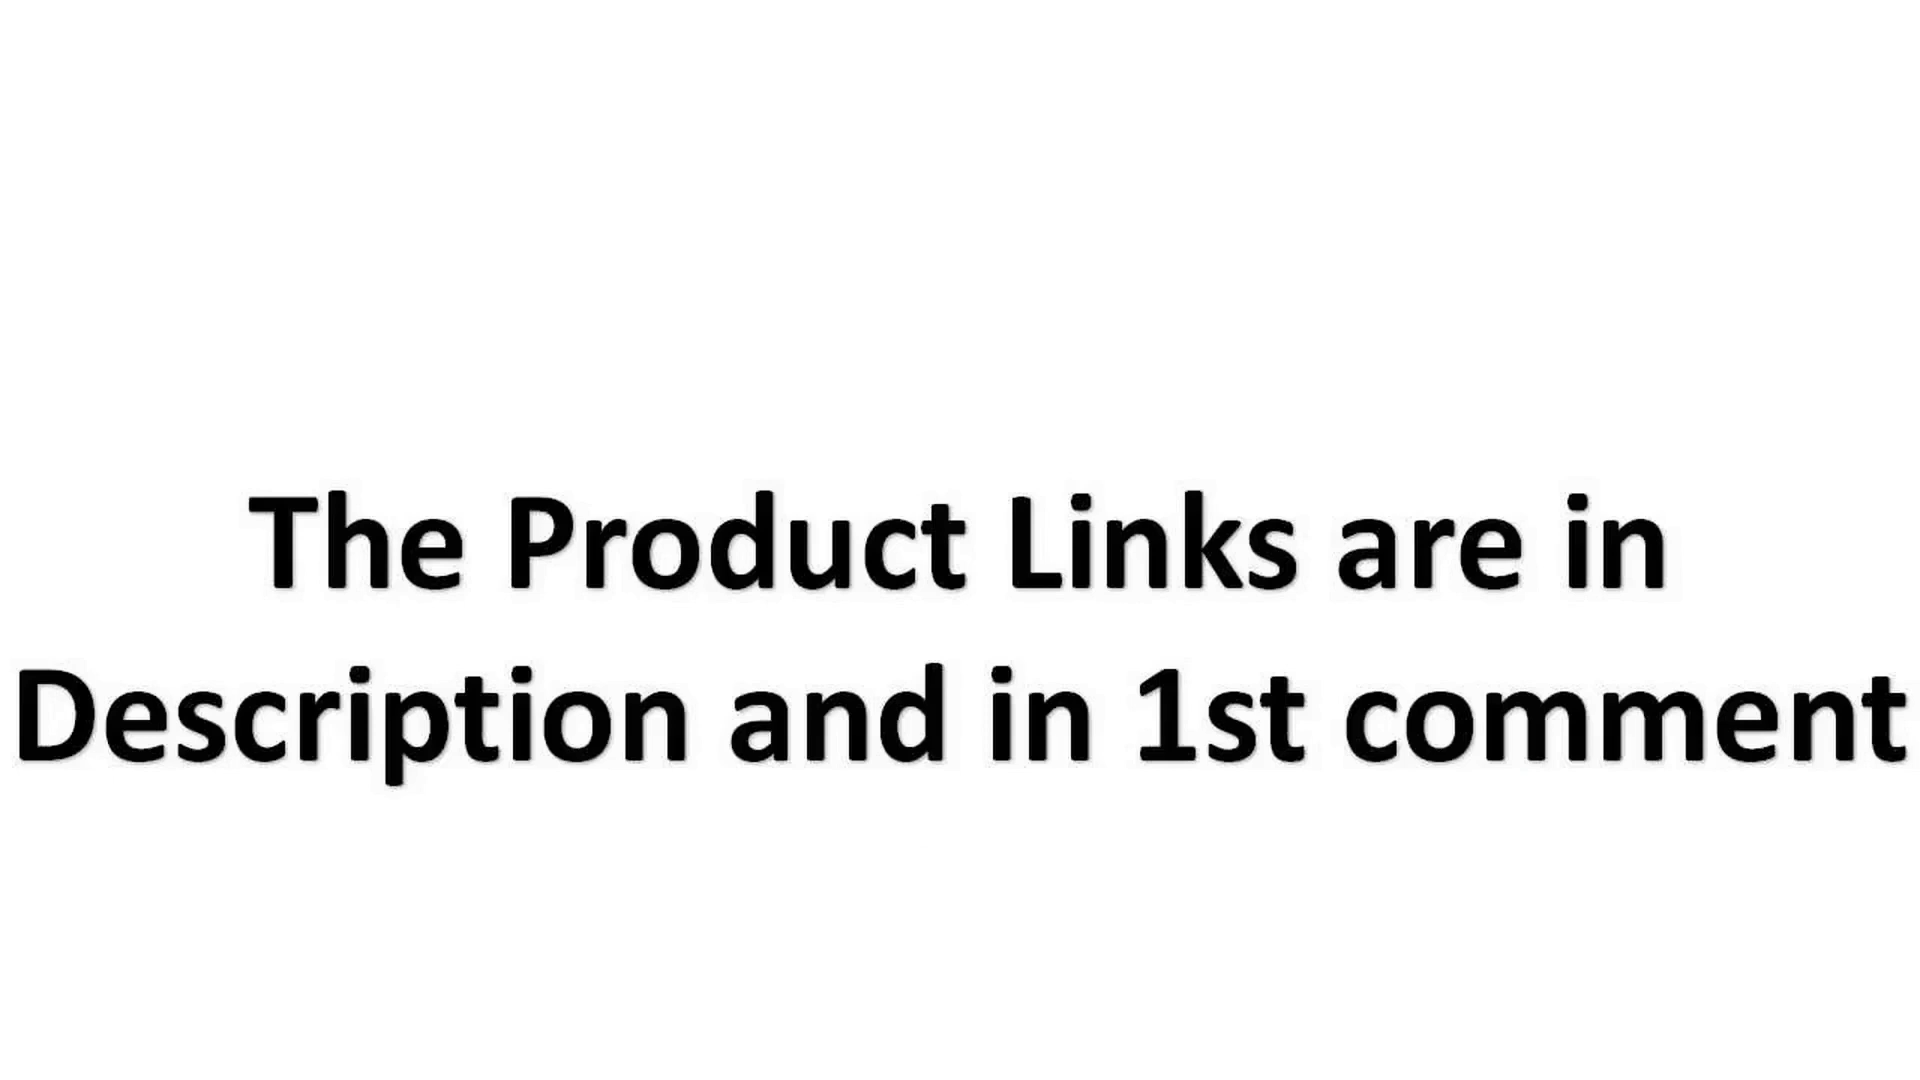 The Product Links are in
Description and in 1st comment